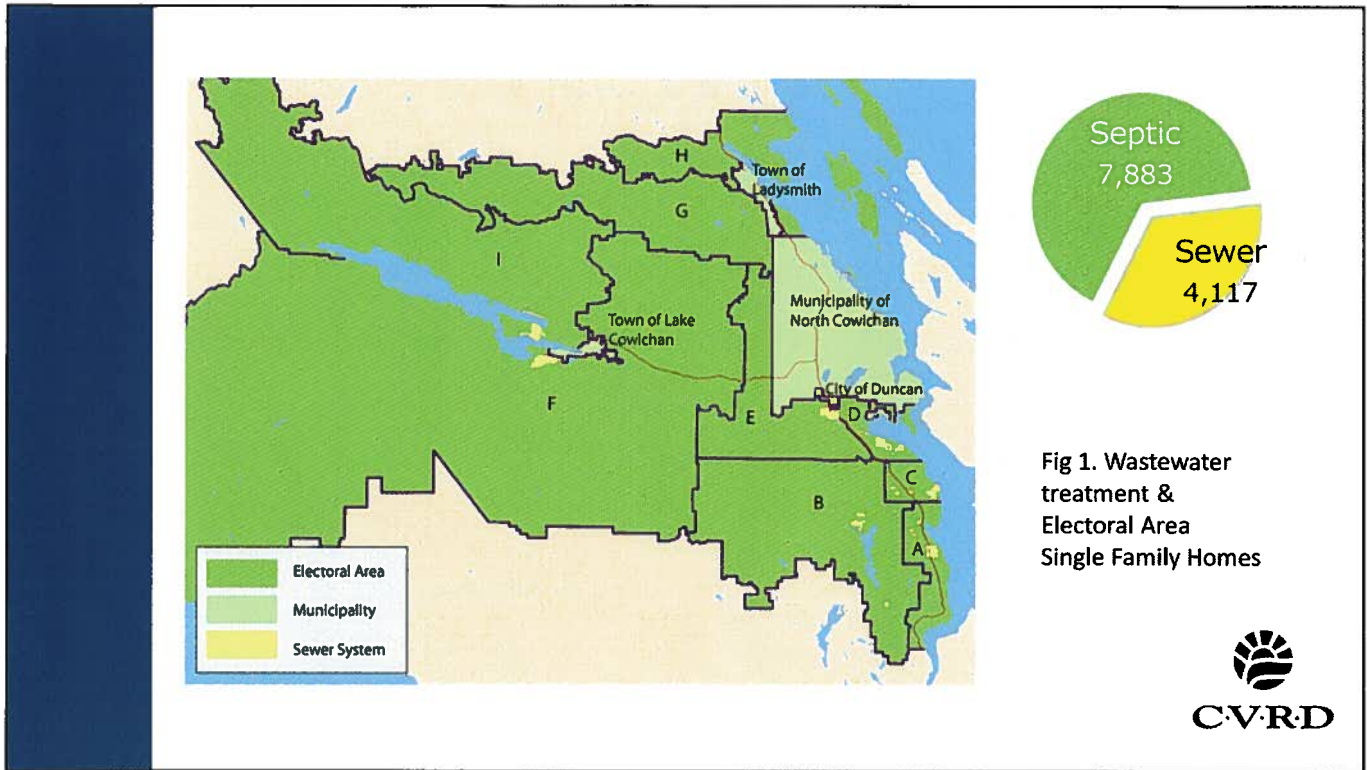 H
Town of
Ladysmith
G
I
Municipality of
North Cowichan
Town of Lake
Cowichan
City of Duncan
F
E
D
C
B
A
Electoral Area
Municipality
Sewer System
Septic
7,883
Sewer
4,117
Fig 1. Wastewater
treatment &
Electoral Area
Single Family Homes
C·V·R·D